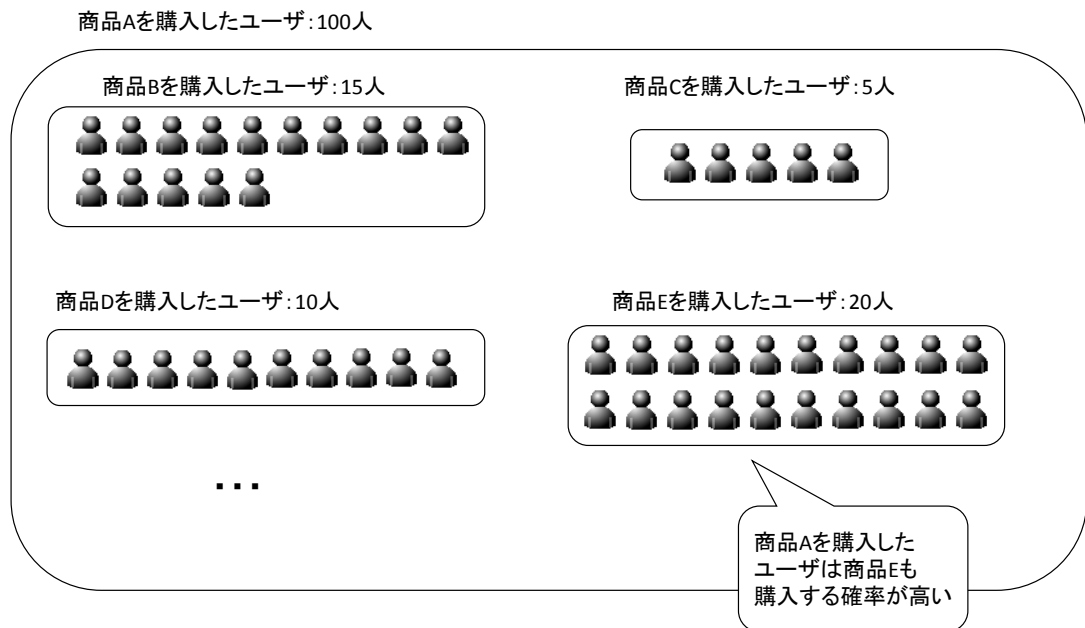 商品Aを購入したユーザ:100人
商品Bを購入したユーザ:15人
商品Cを購入したユーザ:5人
商品Dを購入したユーザ:10人
商品Eを購入したユーザ:20人
...
商品Aを購入した
ユーザは商品Eも
購入する確率が高い